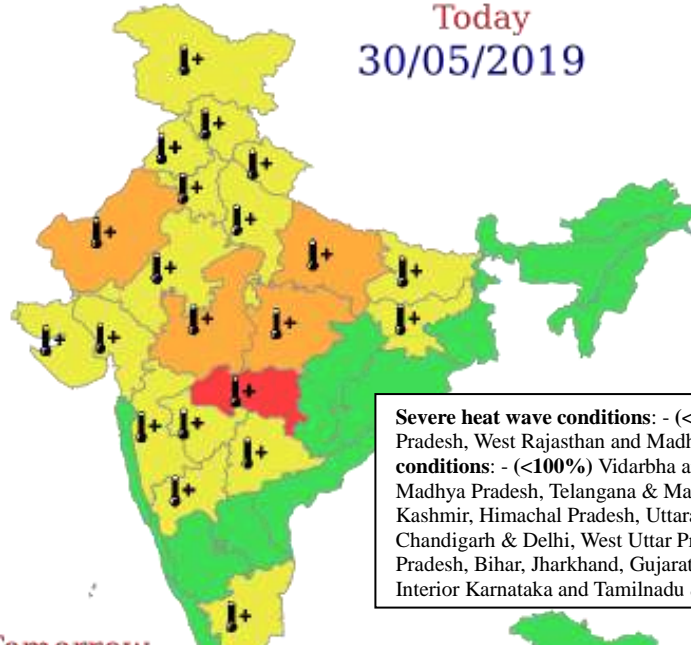 Today
30/05/2019
Severe heat wave conditions: - (<
Pradesh, West Rajasthan and Madh
conditions: - (<100%) Vidarbha a
Madhya Pradesh, Telangana & Ma
Kashmir, Himachal Pradesh, Uttara
Chandigarh & Delhi, West Uttar Pr
Pradesh, Bihar, Jharkhand, Gujarat
Interior Karnataka and Tamilnadu
Tomorrow